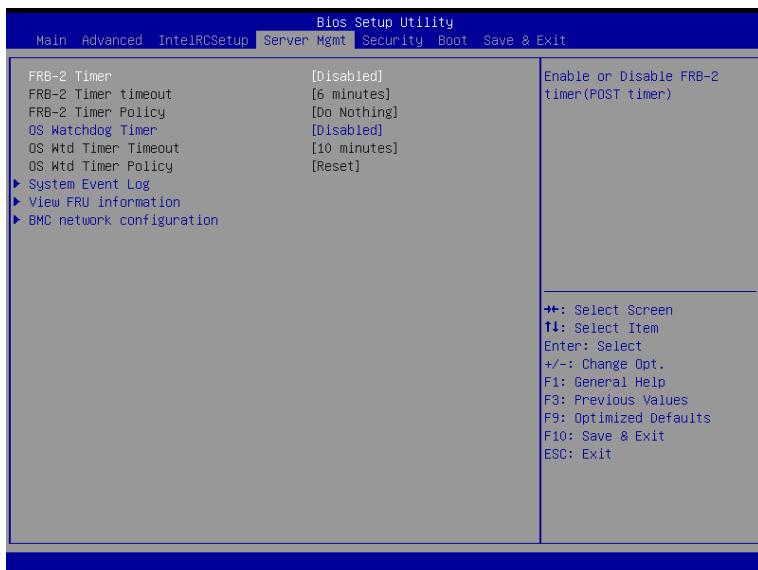 Bios Setup Utility
Main Advanced IntelRCSetup Server Mgmt Security Boot Save & Exit
FRB-2 Timer [Disabled]
FRB-2 Timer timeout [6 minutes]
FRB-2 Timer Policy [Do Nothing]
OS Watchdog Timer [Disabled]
OS Wtd Timer Timeout [10 minutes]
OS Wtd Timer Policy [Reset]
System Event Log
View FRU information
BMC network configuration
Enable or Disable FRB-2
timer(POST timer)
→←: Select Screen
↑↓: Select Item
Enter: Select
+/-: Change Opt.
F1: General Help
F3: Previous Values
F9: Optimized Defaults
F10: Save & Exit
ESC: Exit